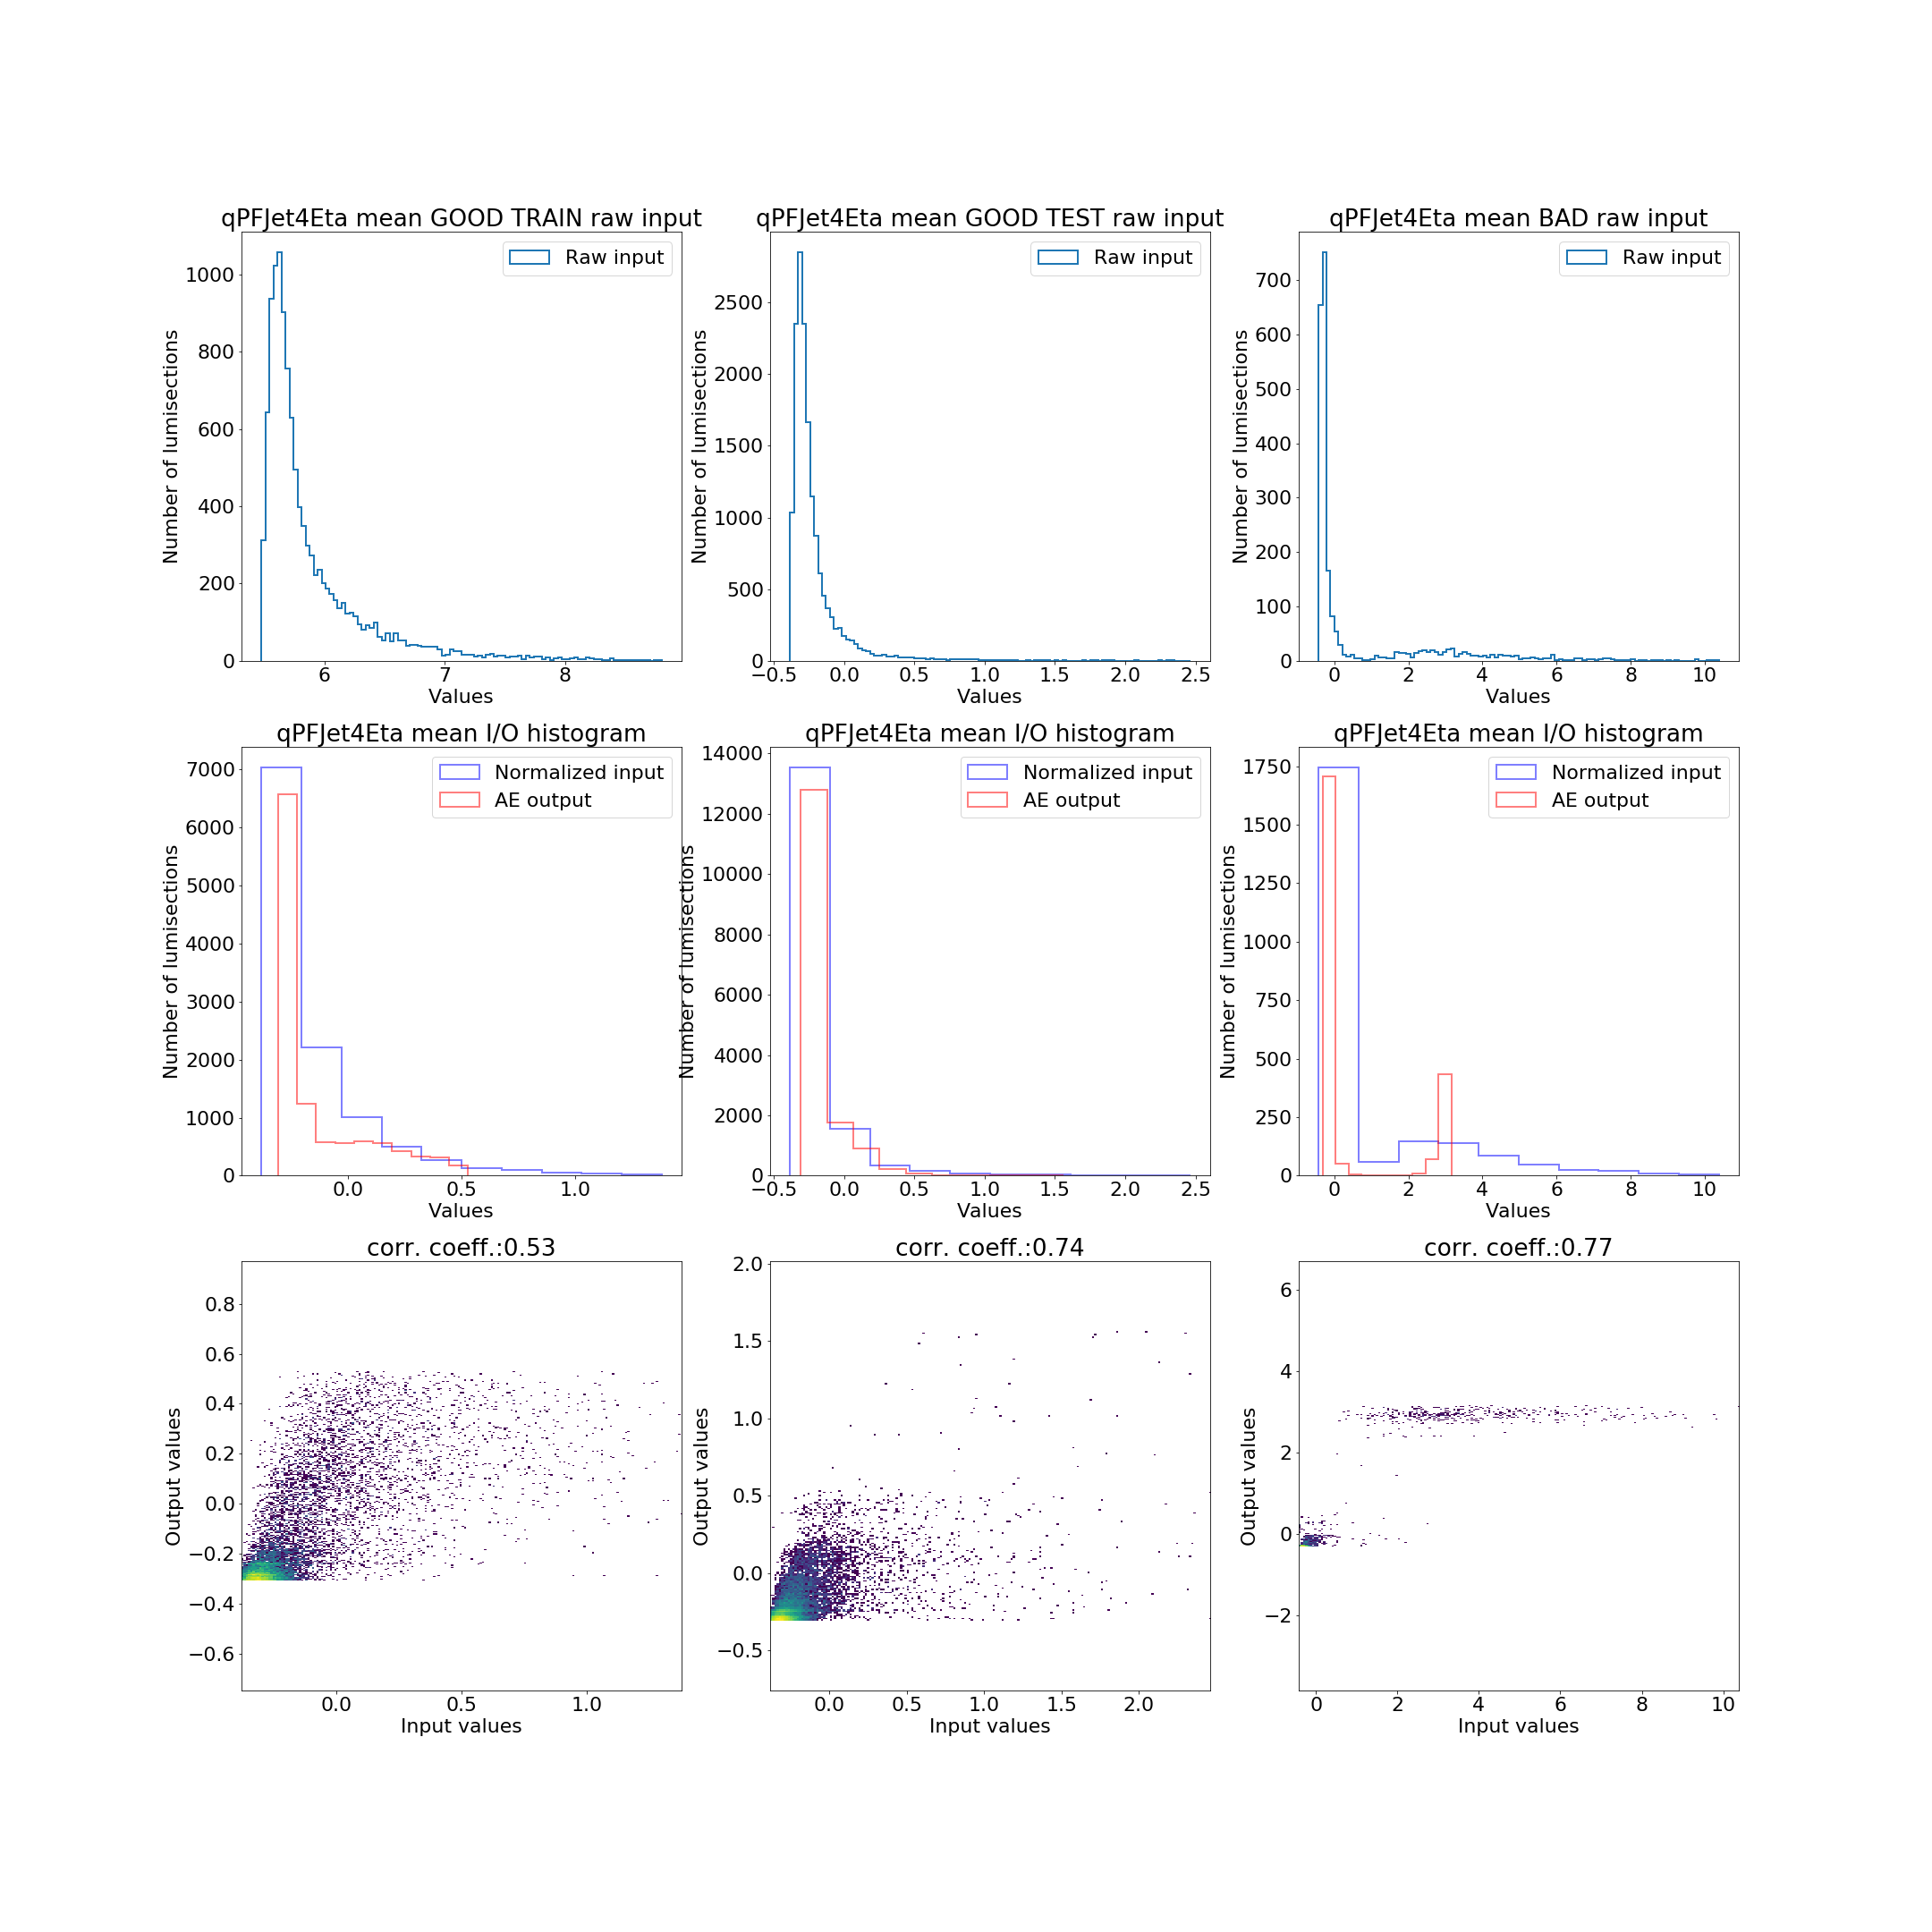 qPFJet4Eta mean GOOD TRAIN raw input
Raw input
Number of lumisections
1000
800
600
400
200
0
6 7 8
Values
qPFJet4Eta mean GOOD TEST raw input
Raw input
Number of lumisections
2500
2000
1500
1000
500
0
−0.5 0.0 0.5 1.0 1.5 2.0 2.5
Values
qPFJet4Eta mean BAD raw input
Raw input
Number of lumisections
700
600
500
400
300
200
100
0
0 2 4 6 8 10
Values
qPFJet4Eta mean I/O histogram
Normalized input
AE output
Number of lumisections
7000
6000
5000
4000
3000
2000
1000
0
0.0 0.5 1.0
Values
qPFJet4Eta mean I/O histogram
Normalized input
AE output
Number of lumisections
14000
12000
10000
8000
6000
4000
2000
0
−0.5 0.0 0.5 1.0 1.5 2.0 2.5
Values
qPFJet4Eta mean I/O histogram
Normalized input
AE output
Number of lumisections
1750
1500
1250
1000
750
500
250
0
0 2 4 6 8 10
Values
corr. coeff.:0.53
Output values
0.8
0.6
0.4
0.2
0.0
−0.2
−0.4
−0.6
0.0 0.5 1.0
Input values
corr. coeff.:0.74
Output values
2.0
1.5
1.0
0.5
0.0
−0.5
0.0 0.5 1.0 1.5 2.0
Input values
corr. coeff.:0.77
Output values
6
4
2
0
−2
0 2 4 6 8 10
Input values